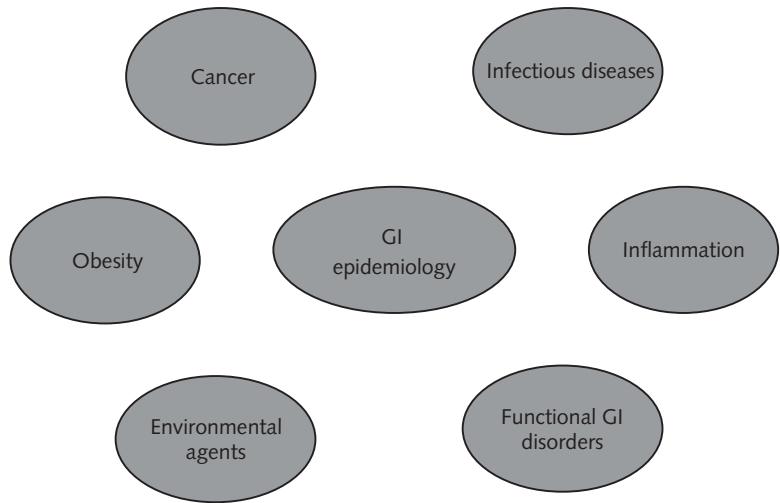 Cancer
Infectious diseases
Obesity
GI
epidemiology
Inflammation
Environmental
agents
Functional GI
disorders